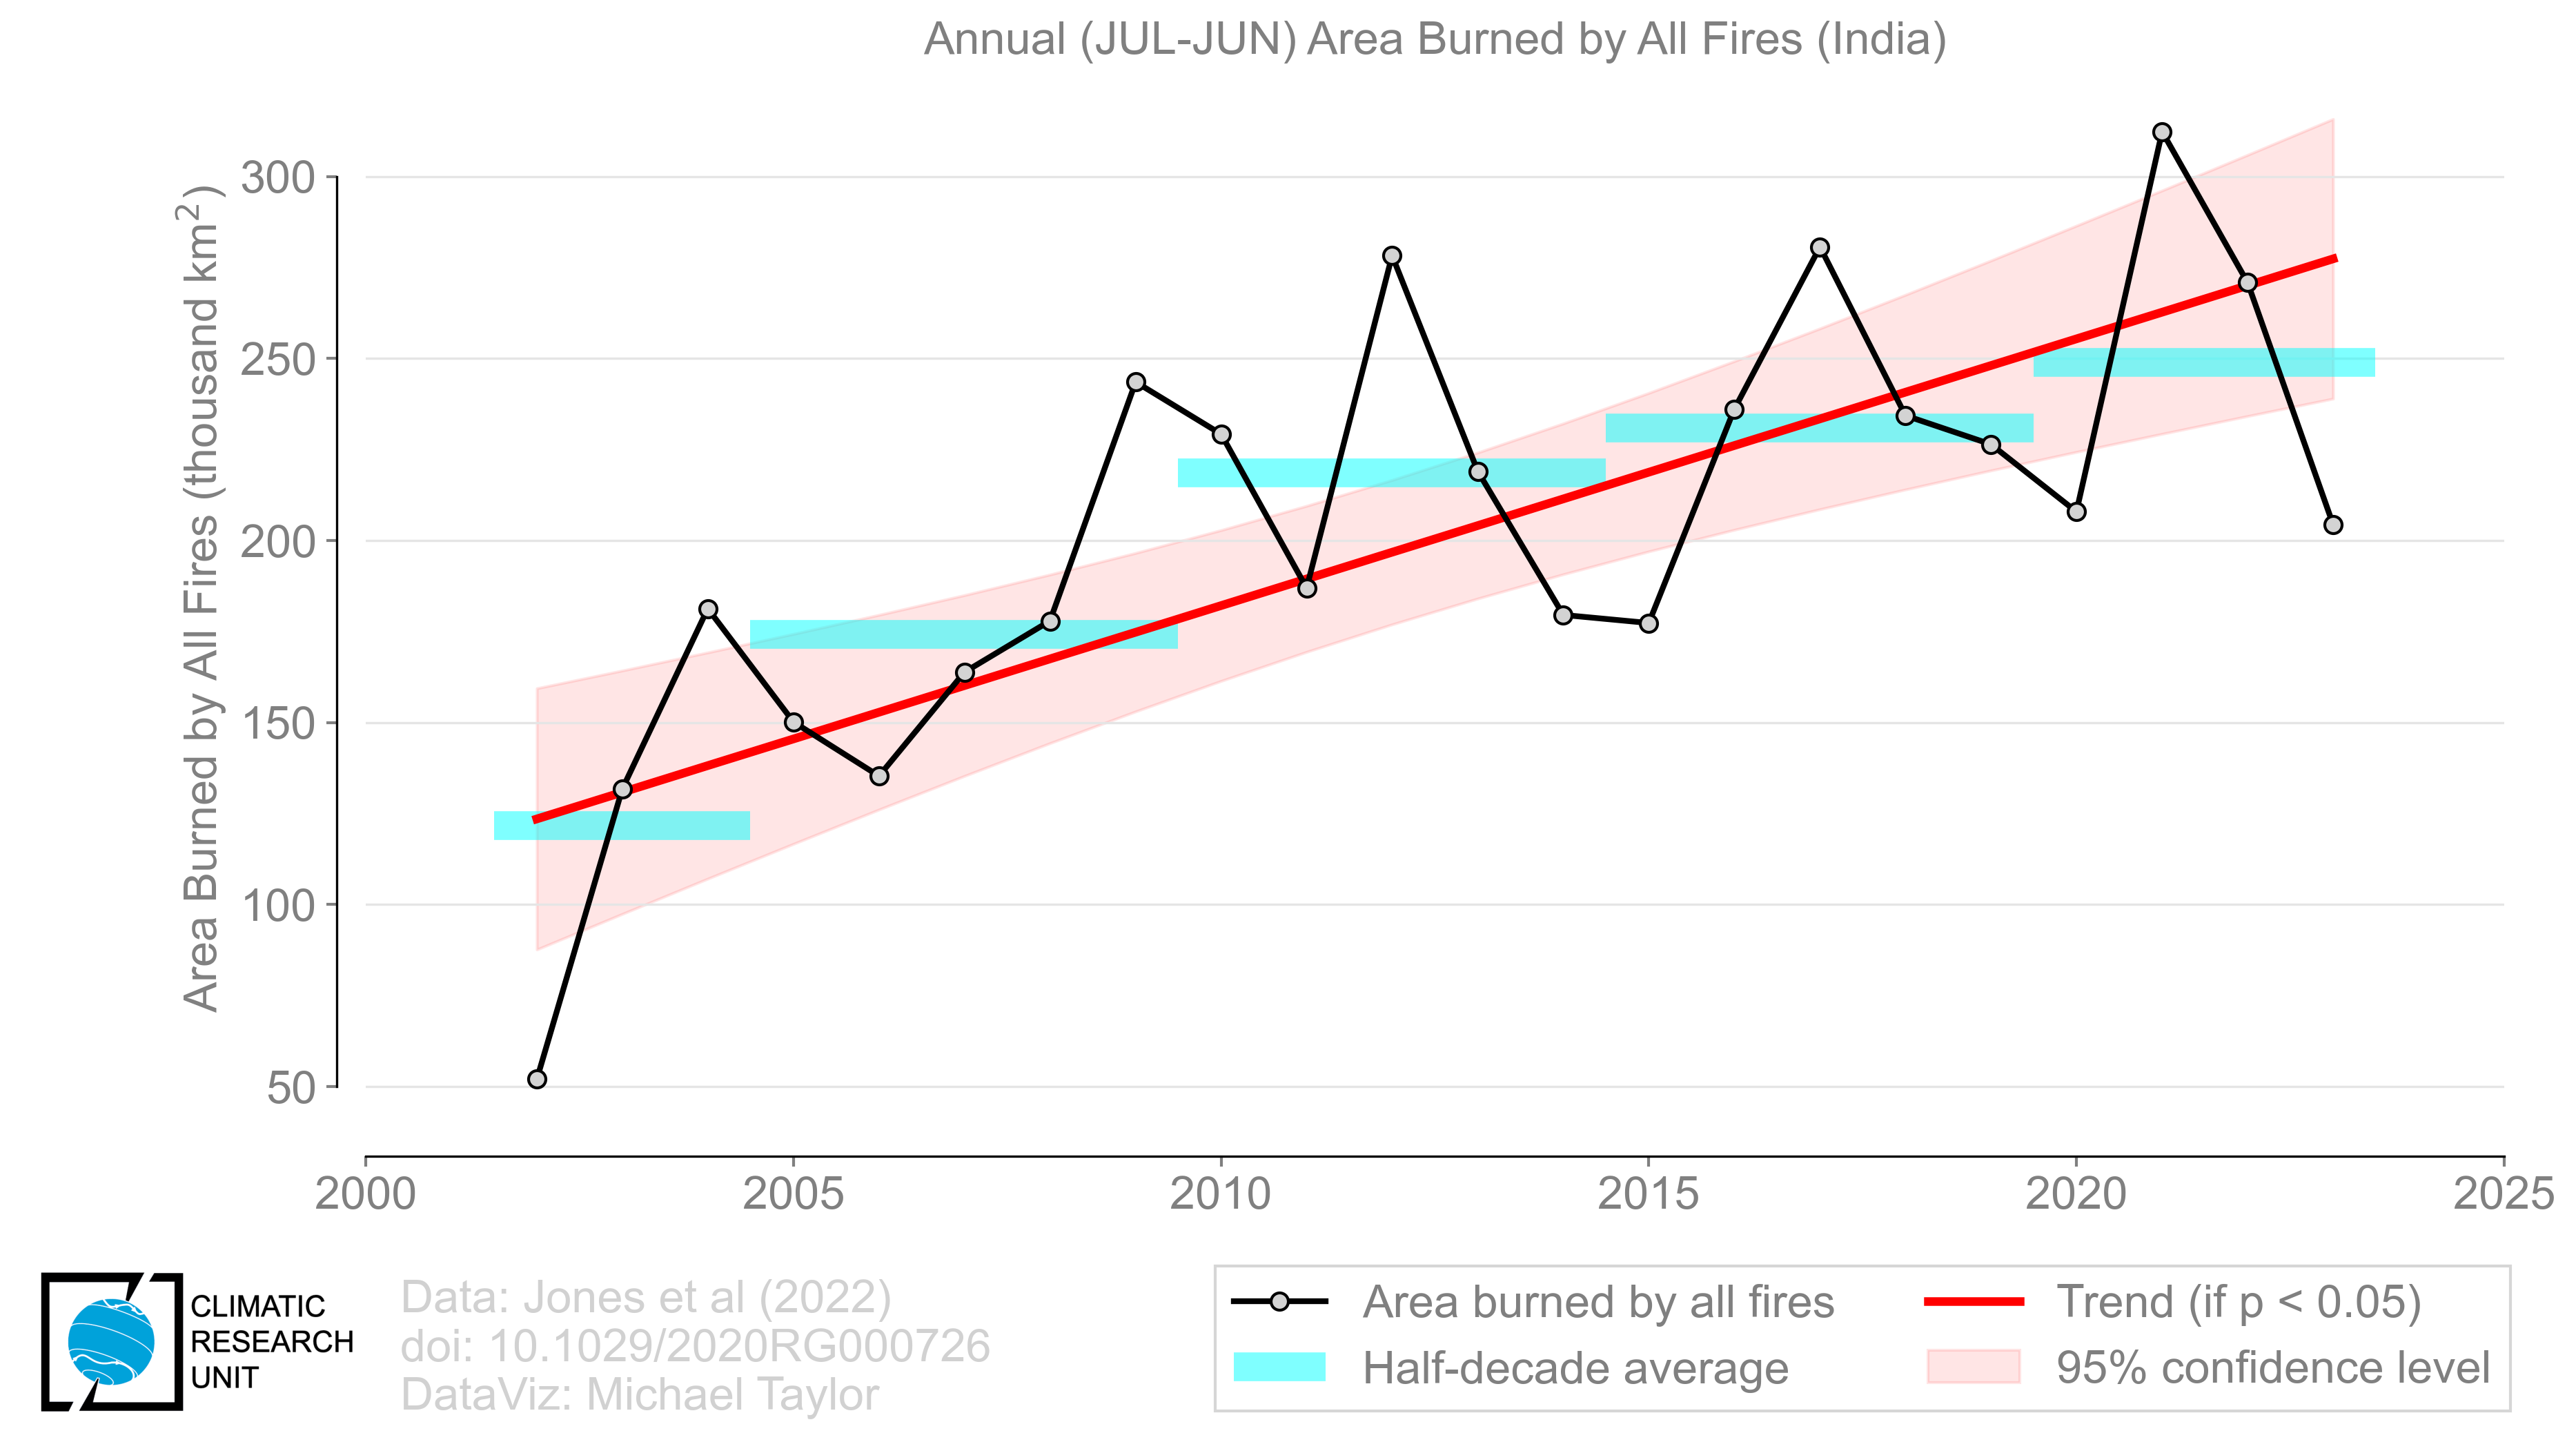 Annual (JUL-JUN) Area Burned by All Fires (India)
Area Burned by All Fires (thousand km²)
300
250
200
150
100
50
2000 2005 2010 2015 2020 2025
CLIMATIC
RESEARCH
UNIT
Data: Jones et al (2022)
doi: 10.1029/2020RG000726
DataViz: Michael Taylor
Area burned by all fires
Half-decade average
Trend (if p < 0.05)
95% confidence level